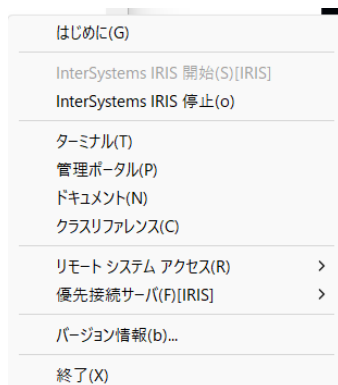 はじめに(G)
InterSystems IRIS 開始(S)[IRIS]
InterSystems IRIS 停止(o)
ターミナル(T)
管理ポータル(P)
ドキュメント(N)
クラスリファレンス(C)
リモート システム アクセス(R)
優先接続サーバ(F)[IRIS]
バージョン情報(b)...
終了(X)